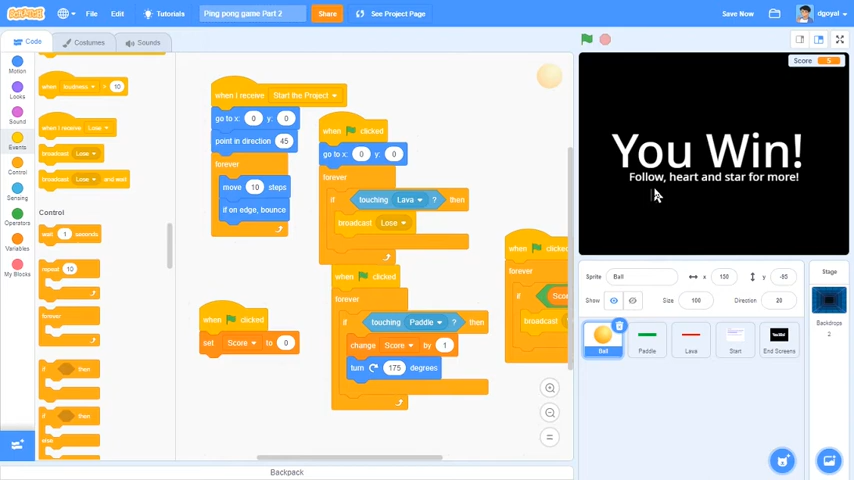 SCRATCH
File
Edit
Tutorials
Ping pong game Part 2
Share
See Project Page
Save Now
dgoyal
Code
Costumes
Sounds
Motion
Looks
Sound
Events
Control
Sensing
Operators
Variables
My Blocks
when loudness > 10
when I receive Lose
broadcast Lose
broadcast Lose and wait
Control
wait 1 seconds
repeat 10
forever
if then
if then
else
when I receive Start the Project
go to x: 0 y: 0
point in direction 45
forever
move 10 steps
if on edge, bounce
when clicked
go to x: 0 y: 0
forever
if touching Lava ? then
broadcast Lose
when clicked
forever
if touching Paddle ? then
change Score by 1
turn 175 degrees
when clicked
set Score to 0
when clicked
forever
if Scor
broadcast
Score 5
You Win!
Follow, heart and star for more!
Sprite Ball x 150 y -95
Show Size 100 Direction 20
Ball
Paddle
Lava
Start
End Screens
Stage
Backdrops
2
Backpack